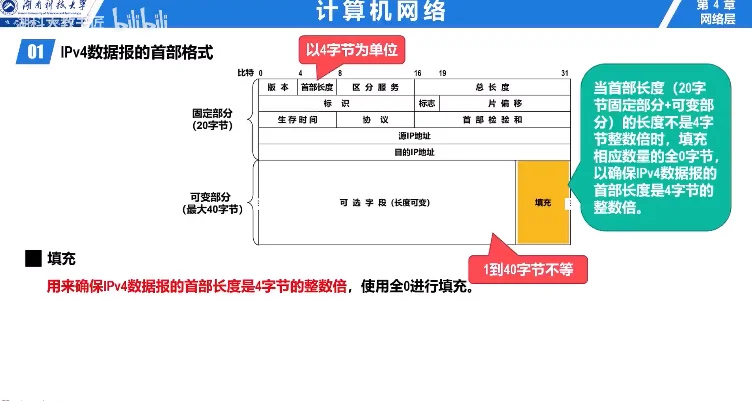 湖南科技大学
湖科大教书匠 bilibili
计算机网络
第 4 章
网络层
01 IPv4数据报的首部格式
以4字节为单位
比特 0 4 8 16 19 31
版 本 首部长度 区 分 服 务 总 长 度
标 识 标志 片 偏 移
生 存 时 间 协 议 首 部 检 验 和
源IP地址
目的IP地址
固定部分
(20字节)
可变部分
(最大40字节)
可 选 字 段 (长度可变) 填充
1到40字节不等
当首部长度（20字
节固定部分+可变部
分）的长度不是4字
节整数倍时，填充
相应数量的全0字节，
以确保IPv4数据报的
首部长度是4字节的
整数倍。
填充
用来确保IPv4数据报的首部长度是4字节的整数倍，使用全0进行填充。